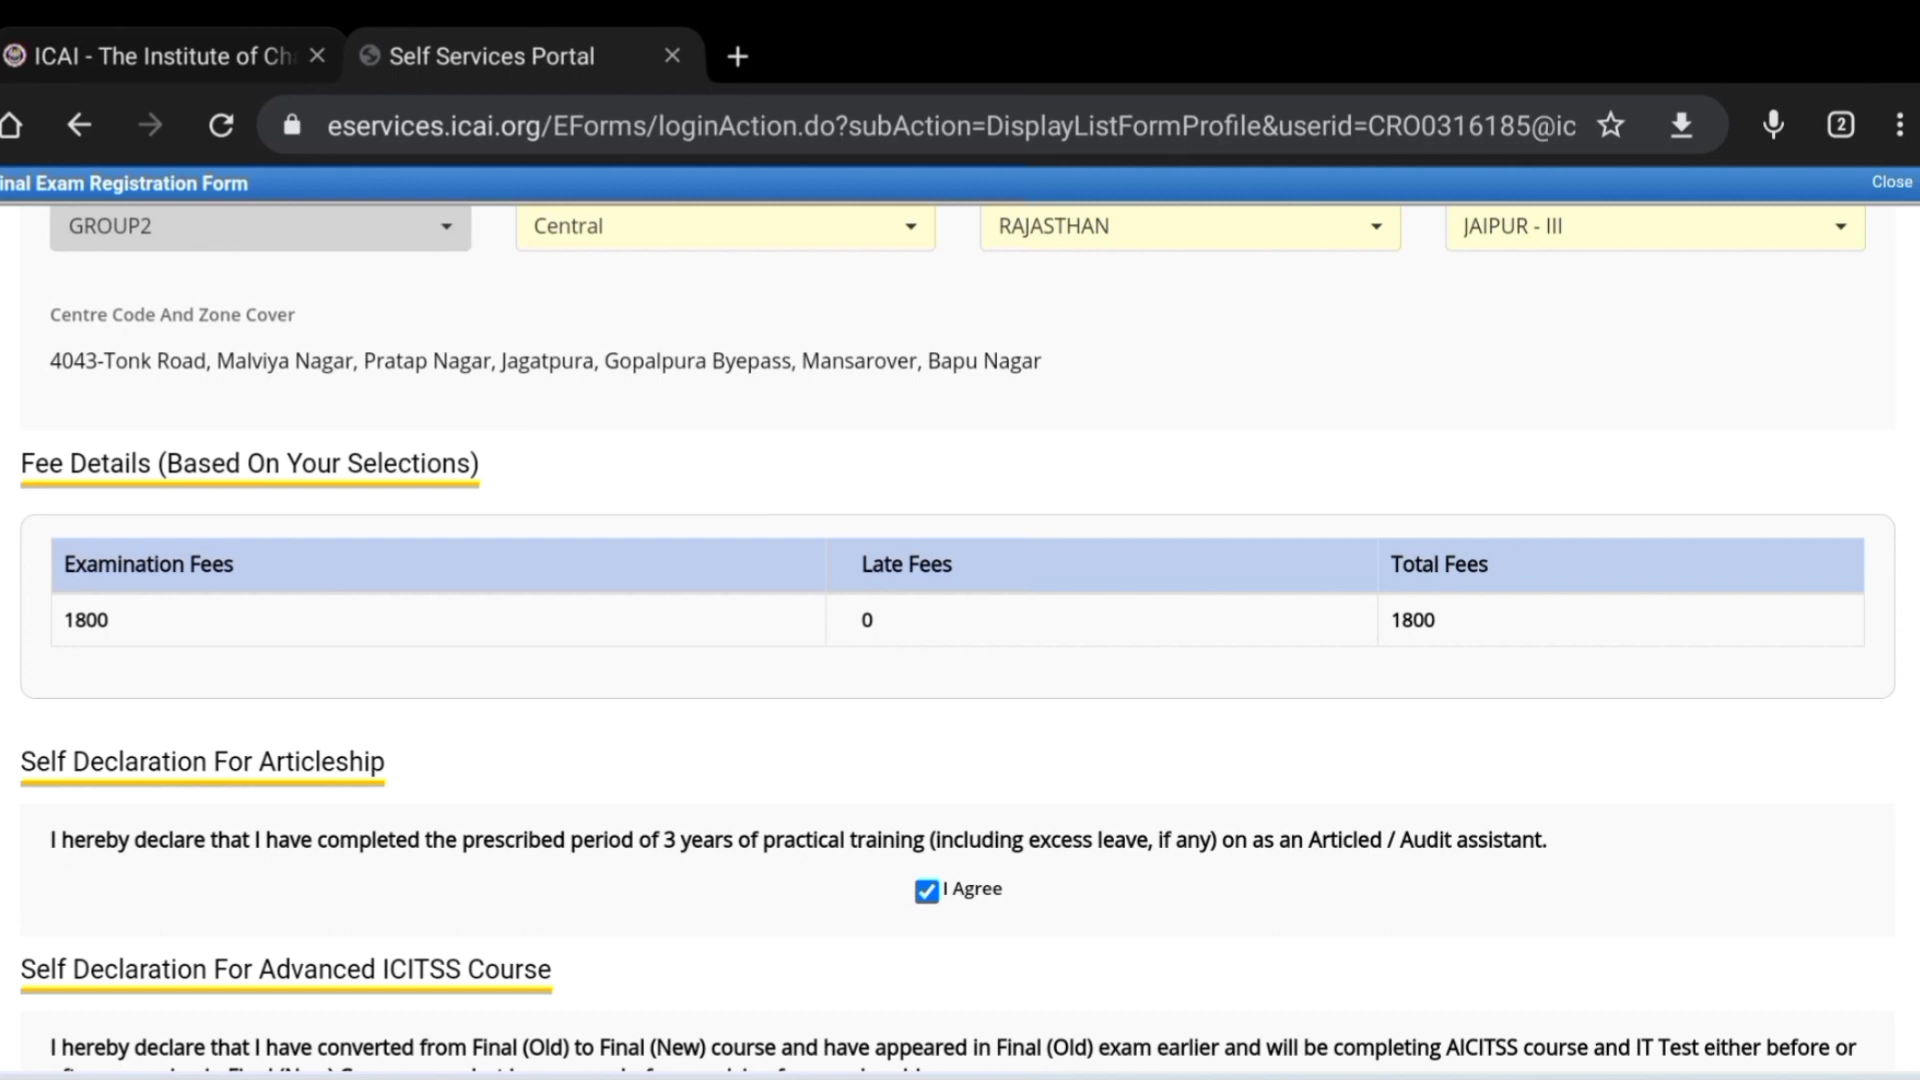 ICAI - The Institute of Ch
Self Services Portal
eservices.icai.org/EForms/loginAction.do?subAction=DisplayListFormProfile&userid=CRO0316185@ic
2
inal Exam Registration Form
Close
GROUP2
Central
RAJASTHAN
JAIPUR - III
Centre Code And Zone Cover
4043-Tonk Road, Malviya Nagar, Pratap Nagar, Jagatpura, Gopalpura Byepass, Mansarover, Bapu Nagar
Fee Details (Based On Your Selections)
Examination Fees Late Fees Total Fees
1800 0 1800
Self Declaration For Articleship
I hereby declare that I have completed the prescribed period of 3 years of practical training (including excess leave, if any) on as an Articled / Audit assistant.
I Agree
Self Declaration For Advanced ICITSS Course
I hereby declare that I have converted from Final (Old) to Final (New) course and have appeared in Final (Old) exam earlier and will be completing AICITSS course and IT Test either before or